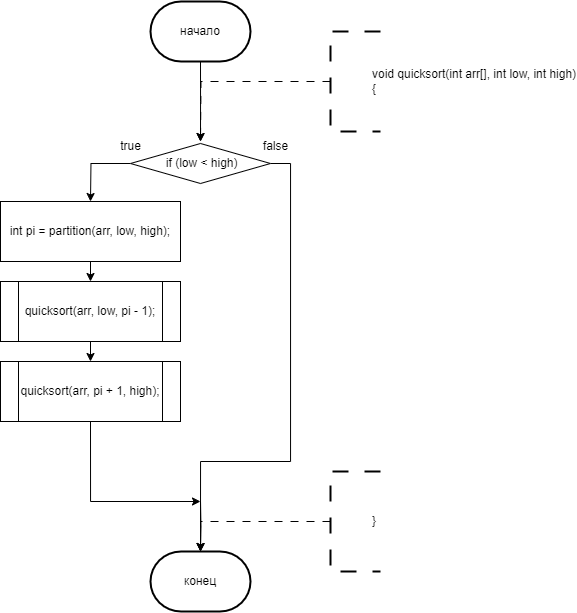 начало
void quicksort(int arr[], int low, int high)
{
true
false
if (low < high)
int pi = partition(arr, low, high);
quicksort(arr, low, pi - 1);
quicksort(arr, pi + 1, high);
}
конец